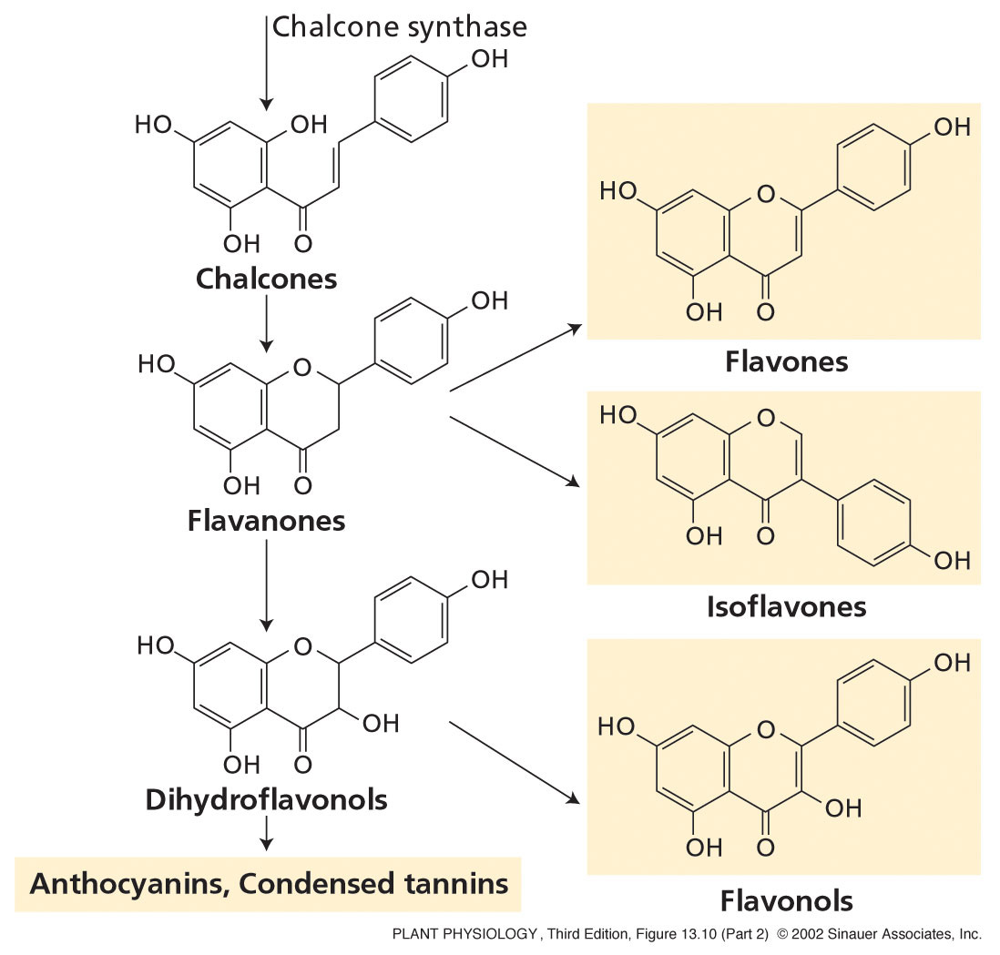 Chalcone synthase
OH
HO
OH
OH
O
Chalcones
OH
HO
O
OH
O
Flavanones
OH
HO
O
OH
OH
O
Dihydroflavonols
Anthocyanins, Condensed tannins
OH
HO
O
OH
O
Flavones
HO
O
OH
O
OH
Isoflavones
OH
HO
O
OH
OH
O
Flavonols
PLANT PHYSIOLOGY, Third Edition, Figure 13.10 (Part 2) © 2002 Sinauer Associates, Inc.